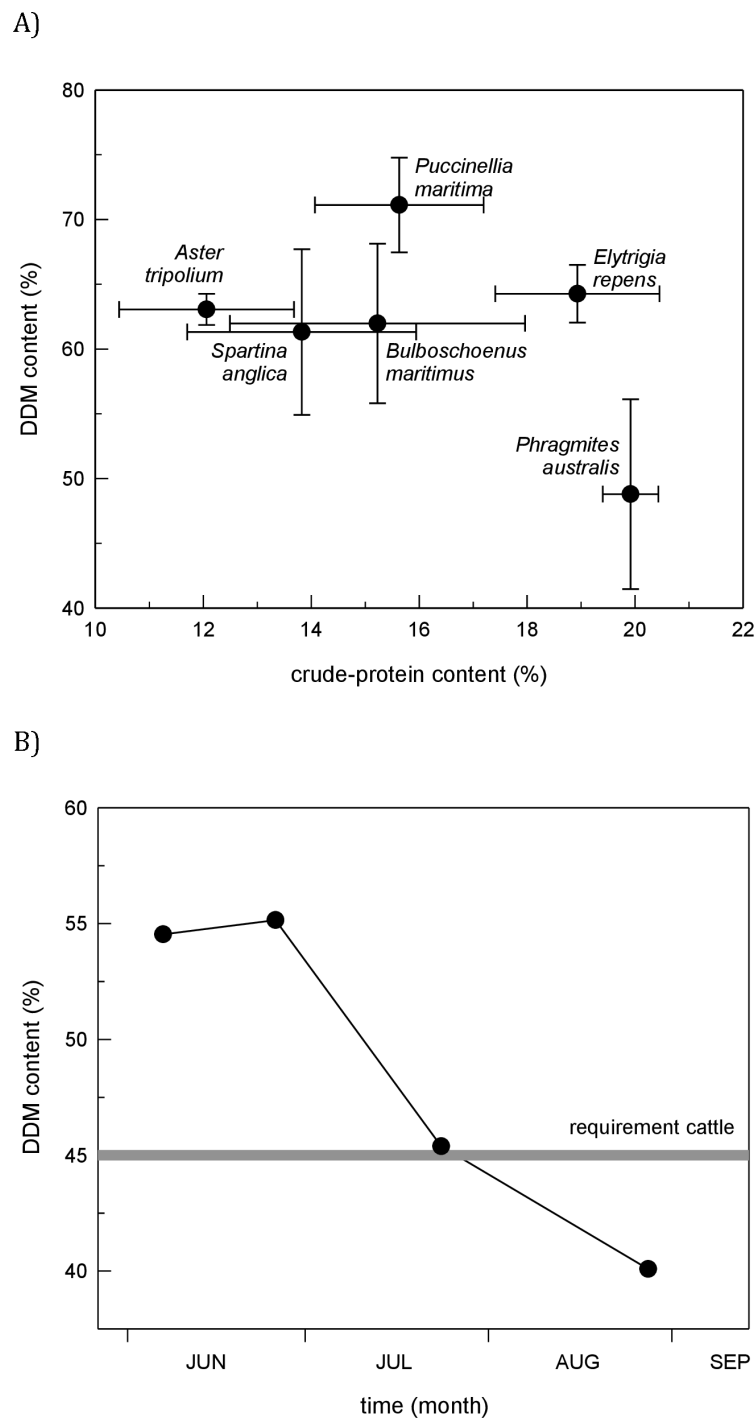 A)
80
70
60
50
40
DDM content (%)
Puccinellia
maritima
Aster
tripolium
Elytrigia
repens
Spartina
anglica
Bulboschoenus
maritimus
Phragmites
australis
10 12 14 16 18 20 22
crude-protein content (%)
B)
60
55
50
45
40
DDM content (%)
requirement cattle
JUN JUL AUG SEP
time (month)